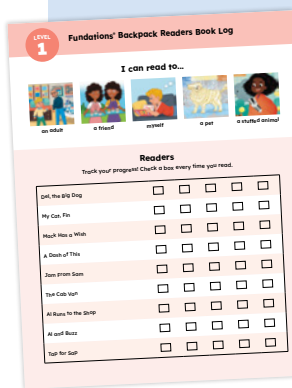 LEVEL
1
Fundations® Backpack Readers Book Log
I can read to...
an adult
a friend
myself
a pet
a stuffed animal
Readers
Track your progress! Check a box every time you read.
Del, the Big Dog
My Cat, Fin
Mack Has a Wish
A Dash of This
Jam From Sam
The Cab Van
Al Runs to the Shop
Al and Buzz
Tap for Sap